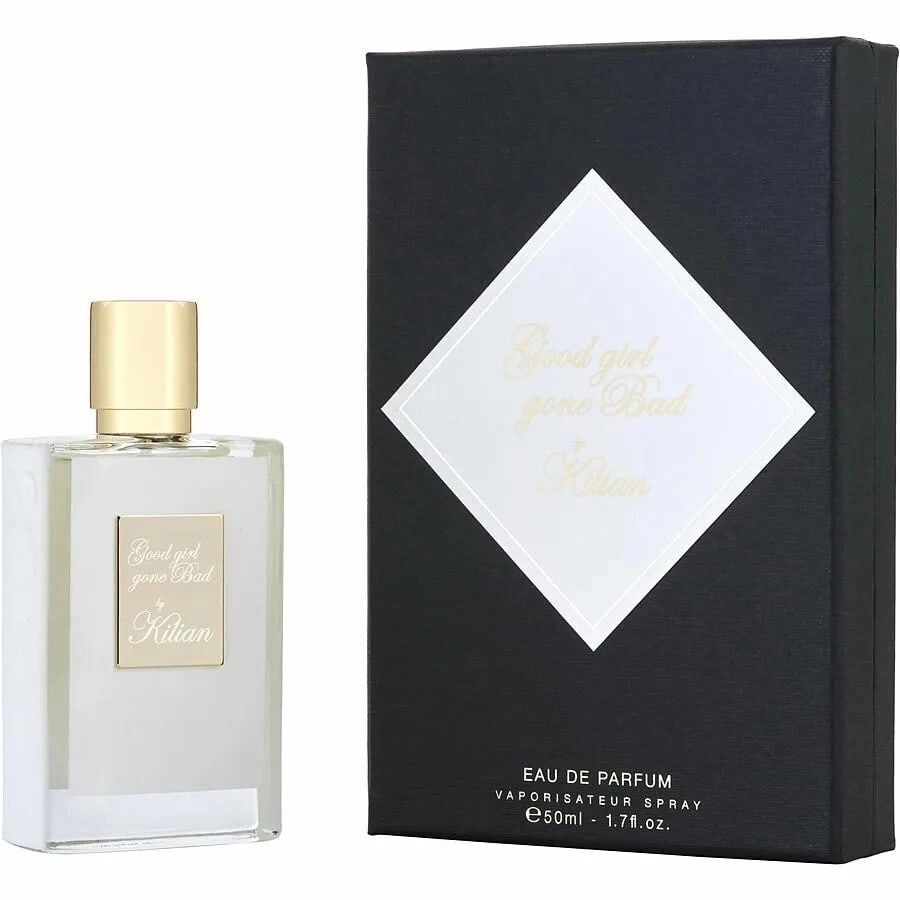 Good girl
gone Bad
by
Kilian
Good girl
gone Bad
by
Kilian
EAU DE PARFUM
VAPORISATEUR SPRAY
℮50ml - 1.7fl.oz.